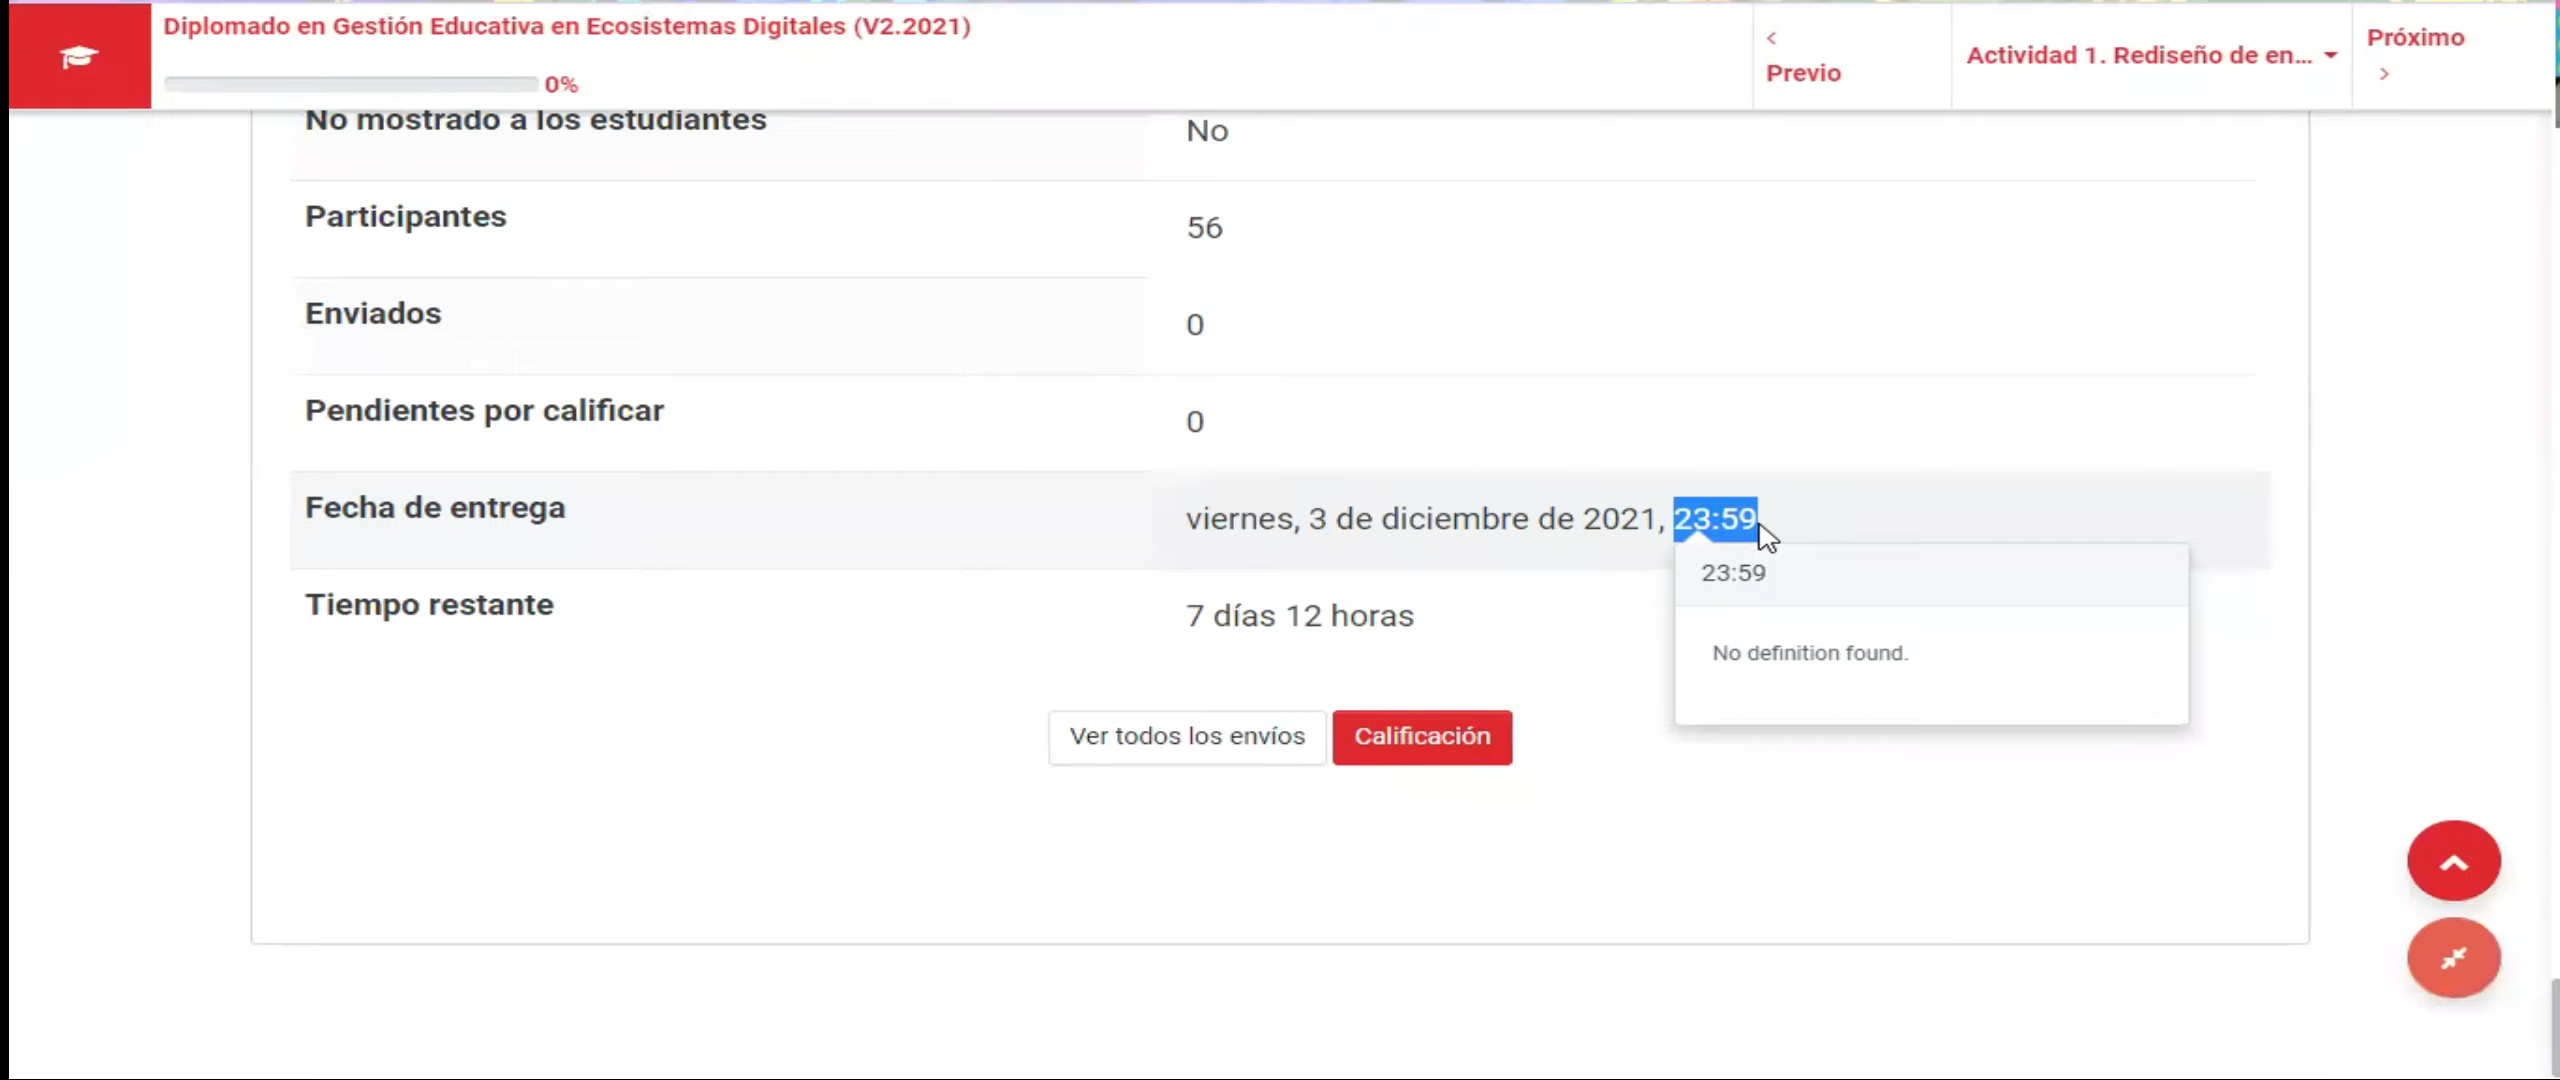 Diplomado en Gestión Educativa en Ecosistemas Digitales (V2.2021)
0%
<
Previo
Actividad 1. Rediseño de en...
Próximo
>
No mostrado a los estudiantes
No
Participantes
56
Enviados
0
Pendientes por calificar
0
Fecha de entrega
viernes, 3 de diciembre de 2021, 23:59
23:59
No definition found.
Tiempo restante
7 días 12 horas
Ver todos los envíos
Calificación